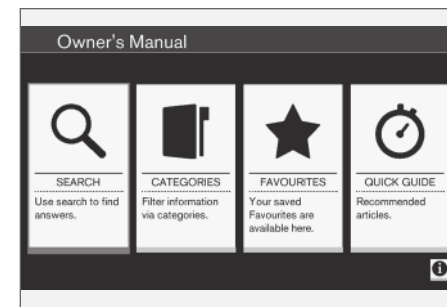 Owner's Manual
SEARCH
Use search to find
answers.
CATEGORIES
Filter information
via categories.
FAVOURITES
Your saved
Favourites are
available here.
QUICK GUIDE
Recommended
articles.
i